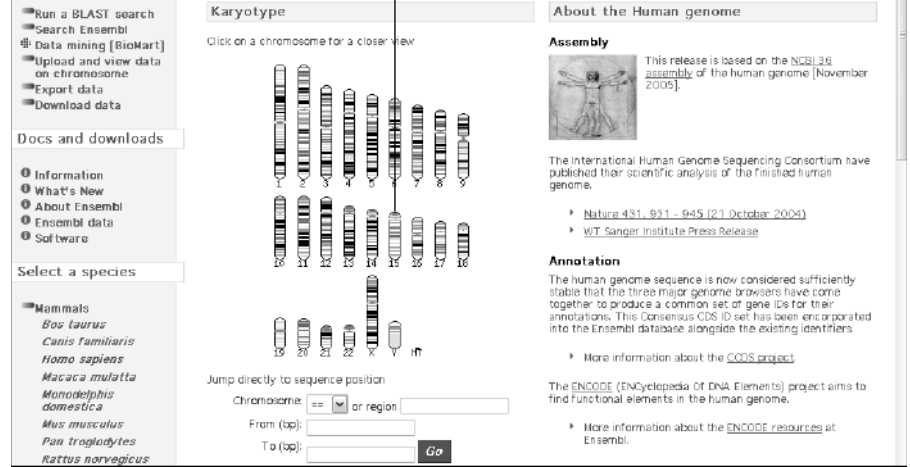 Run a BLAST search
Search Ensembl
Data mining [BioMart]
Upload and view data
on chromosome
Export data
Download data
Docs and downloads
Information
What's New
About Ensembl
Ensembl data
Software
Select a species
Mammals
Bos taurus
Canis familiaris
Homo sapiens
Macaca mulatta
Monodelphis
domestica
Mus musculus
Pan troglodytes
Rattus norvegicus
Karyotype
Click on a chromosome for a closer view
1 2 3 4 5 6 7 8 9
10 11 12 13 14 15 16 17 18
19 20 21 22 X Y MT
Jump directly to sequence position
Chromosome: == or region
From (bp):
To (bp): Go
About the Human genome
Assembly
This release is based on the NCBI 36
assembly of the human genome [November
2005].
The International Human Genome Sequencing Consortium have
published their scientific analysis of the finished human
genome.
Nature 431, 931 - 945 (21 October 2004)
WT Sanger Institute Press Release
Annotation
The human genome sequence is now considered sufficiently
stable that the three major genome browsers have come
together to produce a common set of gene IDs for their
annotations. This Consensus CDS ID set has been encorporated
into the Ensembl database alongside the existing identifiers.
More information about the CCDS project.
The ENCODE (ENCyclopedia Of DNA Elements) project aims to
find functional elements in the human genome.
More information about the ENCODE resources at
Ensembl.